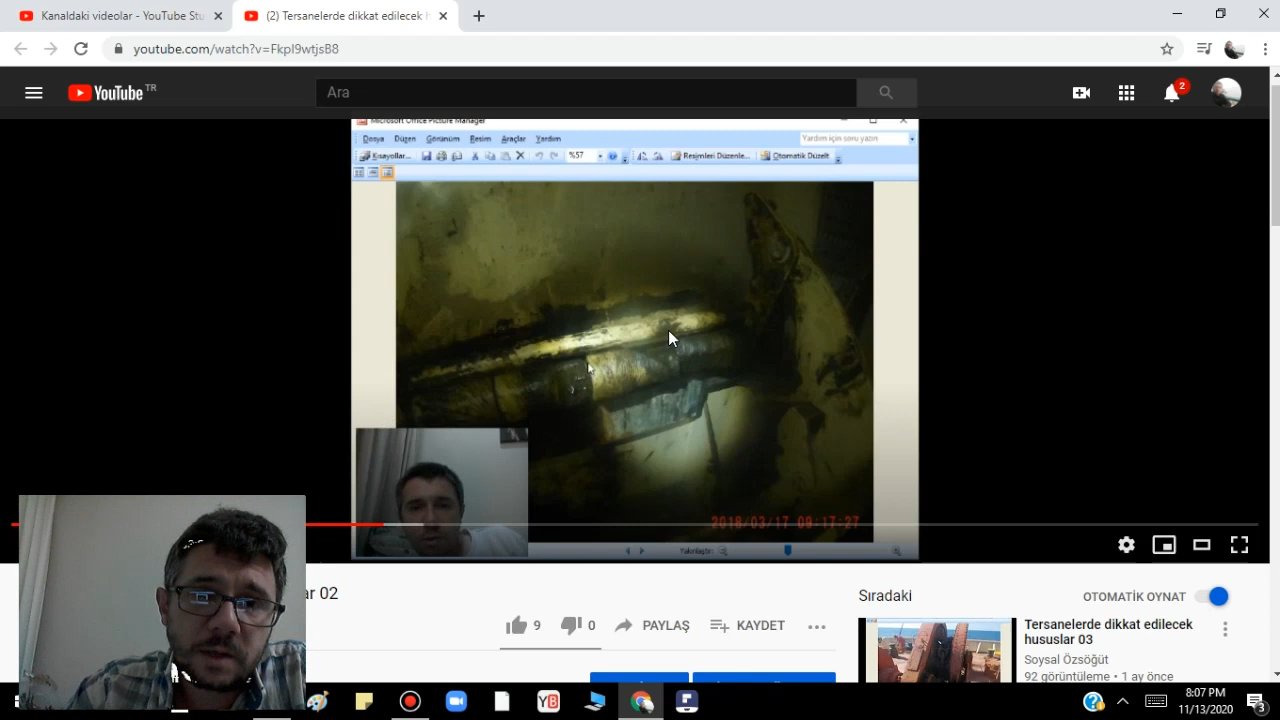 Kanaldaki videolar - YouTube Stu
(2) Tersanelerde dikkat edilecek h
youtube.com/watch?v=FkpI9wtjsB8
YouTube TR
Ara
2
Microsoft Office Picture Manager
Dosya Düzen Görünüm Resim Araçlar Yardım
Yardım için soru yazın
Kısayollar...
%57
Resimleri Düzenle...
Otomatik Düzelt
2018/03/17 09:17:27
Yakınlaştır:
ar 02
9
0
PAYLAŞ
KAYDET
Sıradaki
OTOMATİK OYNAT
Tersanelerde dikkat edilecek
hususlar 03
Soysal Özsöğüt
92 görüntüleme • 1 ay önce
8:07 PM
11/13/2020
3